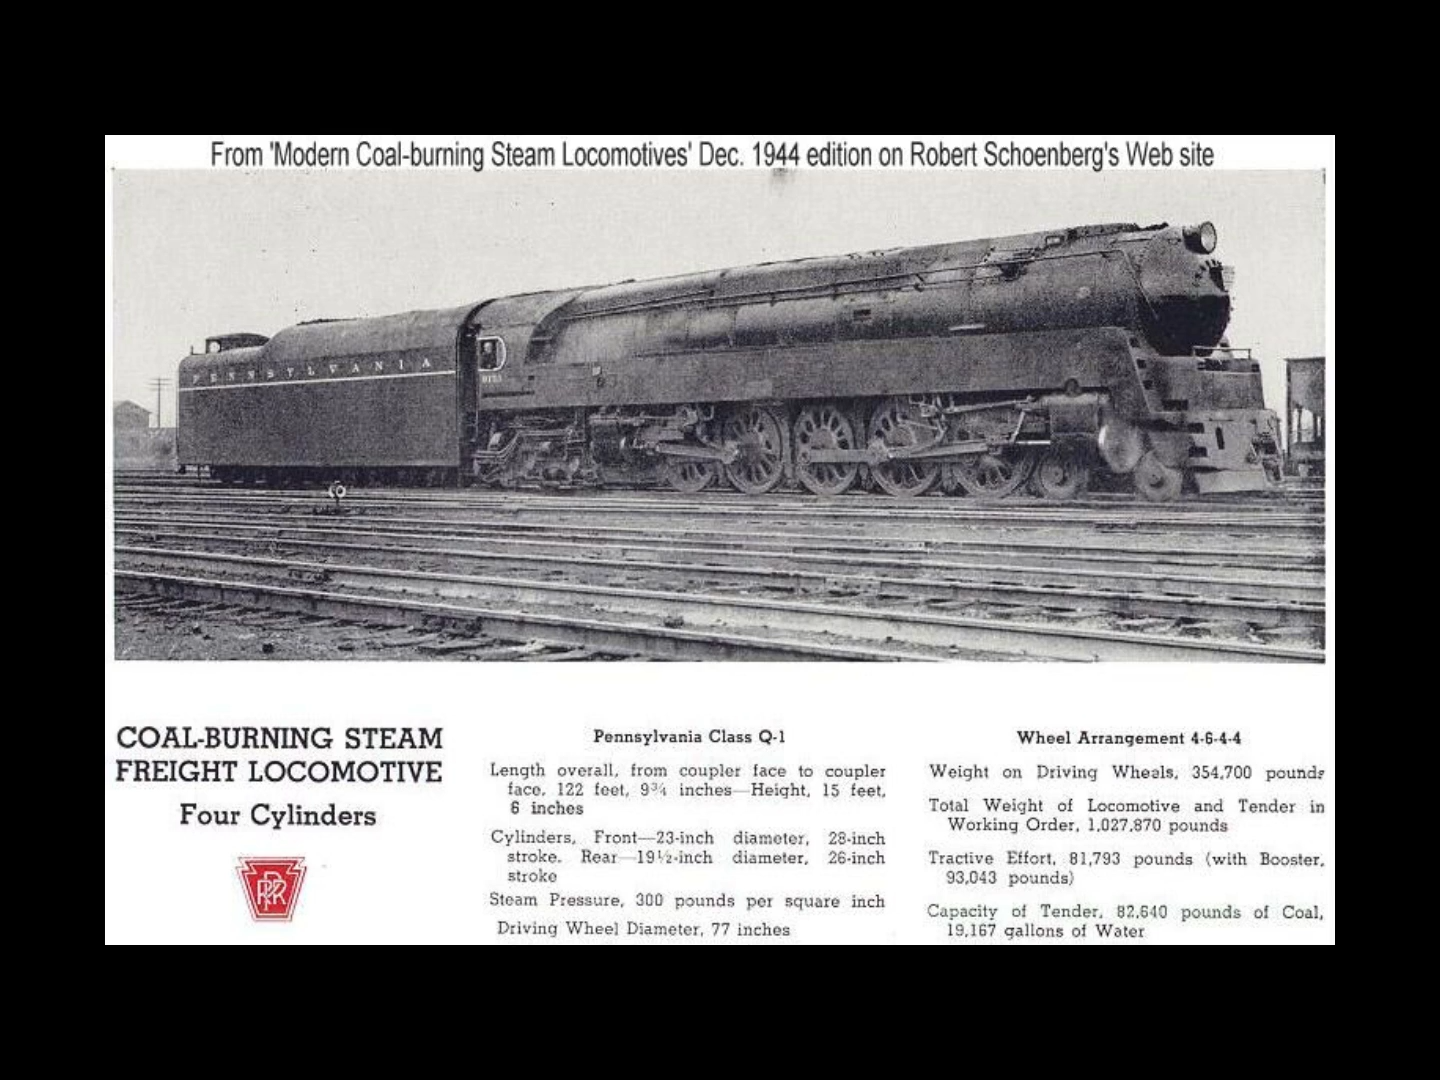 From 'Modern Coal-burning Steam Locomotives' Dec. 1944 edition on Robert Schoenberg's Web site
PENNSYLVANIA
COAL-BURNING STEAM
FREIGHT LOCOMOTIVE
Four Cylinders
PRR
Pennsylvania Class Q-1
Length overall, from coupler face to coupler
face, 122 feet, 9¾ inches—Height, 15 feet,
6 inches
Cylinders, Front—23-inch diameter, 28-inch
stroke. Rear—19½-inch diameter, 26-inch
stroke
Steam Pressure, 300 pounds per square inch
Driving Wheel Diameter, 77 inches
Wheel Arrangement 4-6-4-4
Weight on Driving Wheels, 354,700 pounds
Total Weight of Locomotive and Tender in
Working Order, 1,027,870 pounds
Tractive Effort, 81,793 pounds (with Booster,
93,043 pounds)
Capacity of Tender, 82,640 pounds of Coal,
19,167 gallons of Water